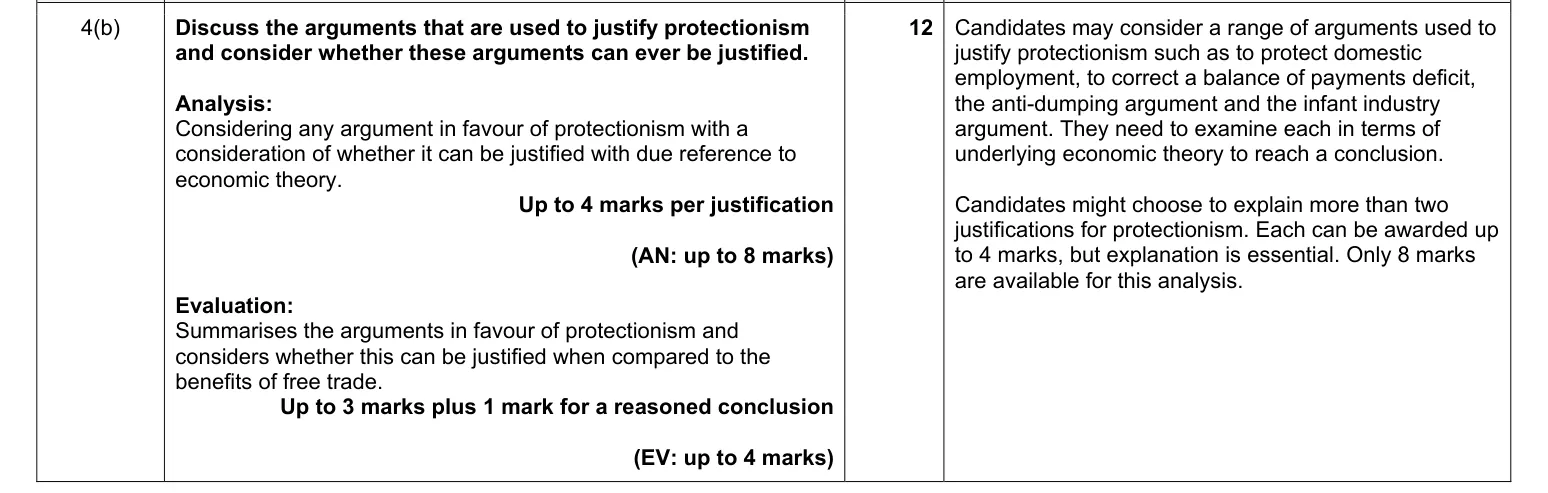 4(b)
Discuss the arguments that are used to justify protectionism
and consider whether these arguments can ever be justified.
Analysis:
Considering any argument in favour of protectionism with a
consideration of whether it can be justified with due reference to
economic theory.
Up to 4 marks per justification
(AN: up to 8 marks)
Evaluation:
Summarises the arguments in favour of protectionism and
considers whether this can be justified when compared to the
benefits of free trade.
Up to 3 marks plus 1 mark for a reasoned conclusion
(EV: up to 4 marks)
12
Candidates may consider a range of arguments used to
justify protectionism such as to protect domestic
employment, to correct a balance of payments deficit,
the anti-dumping argument and the infant industry
argument. They need to examine each in terms of
underlying economic theory to reach a conclusion.
Candidates might choose to explain more than two
justifications for protectionism. Each can be awarded up
to 4 marks, but explanation is essential. Only 8 marks
are available for this analysis.